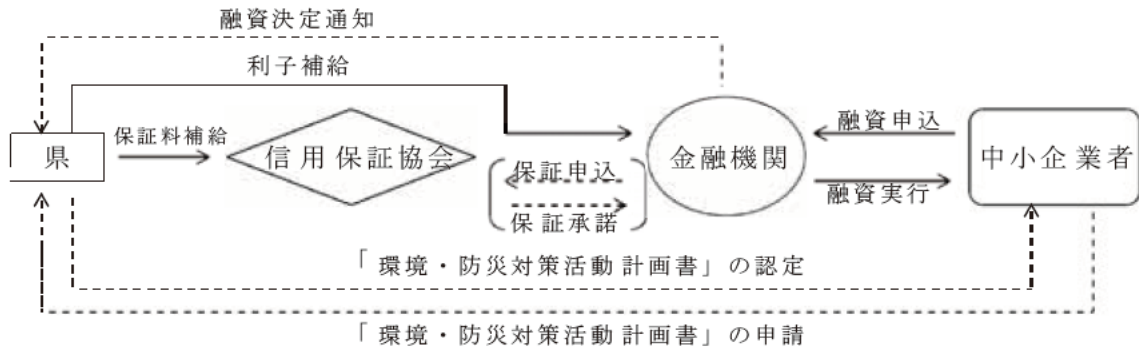 融資決定通知
利子補給
保証料補給
融資申込
県
信用保証協会
金融機関
中小企業者
保証申込
融資実行
保証承諾
「環境・防災対策活動計画書」の認定
「環境・防災対策活動計画書」の申請